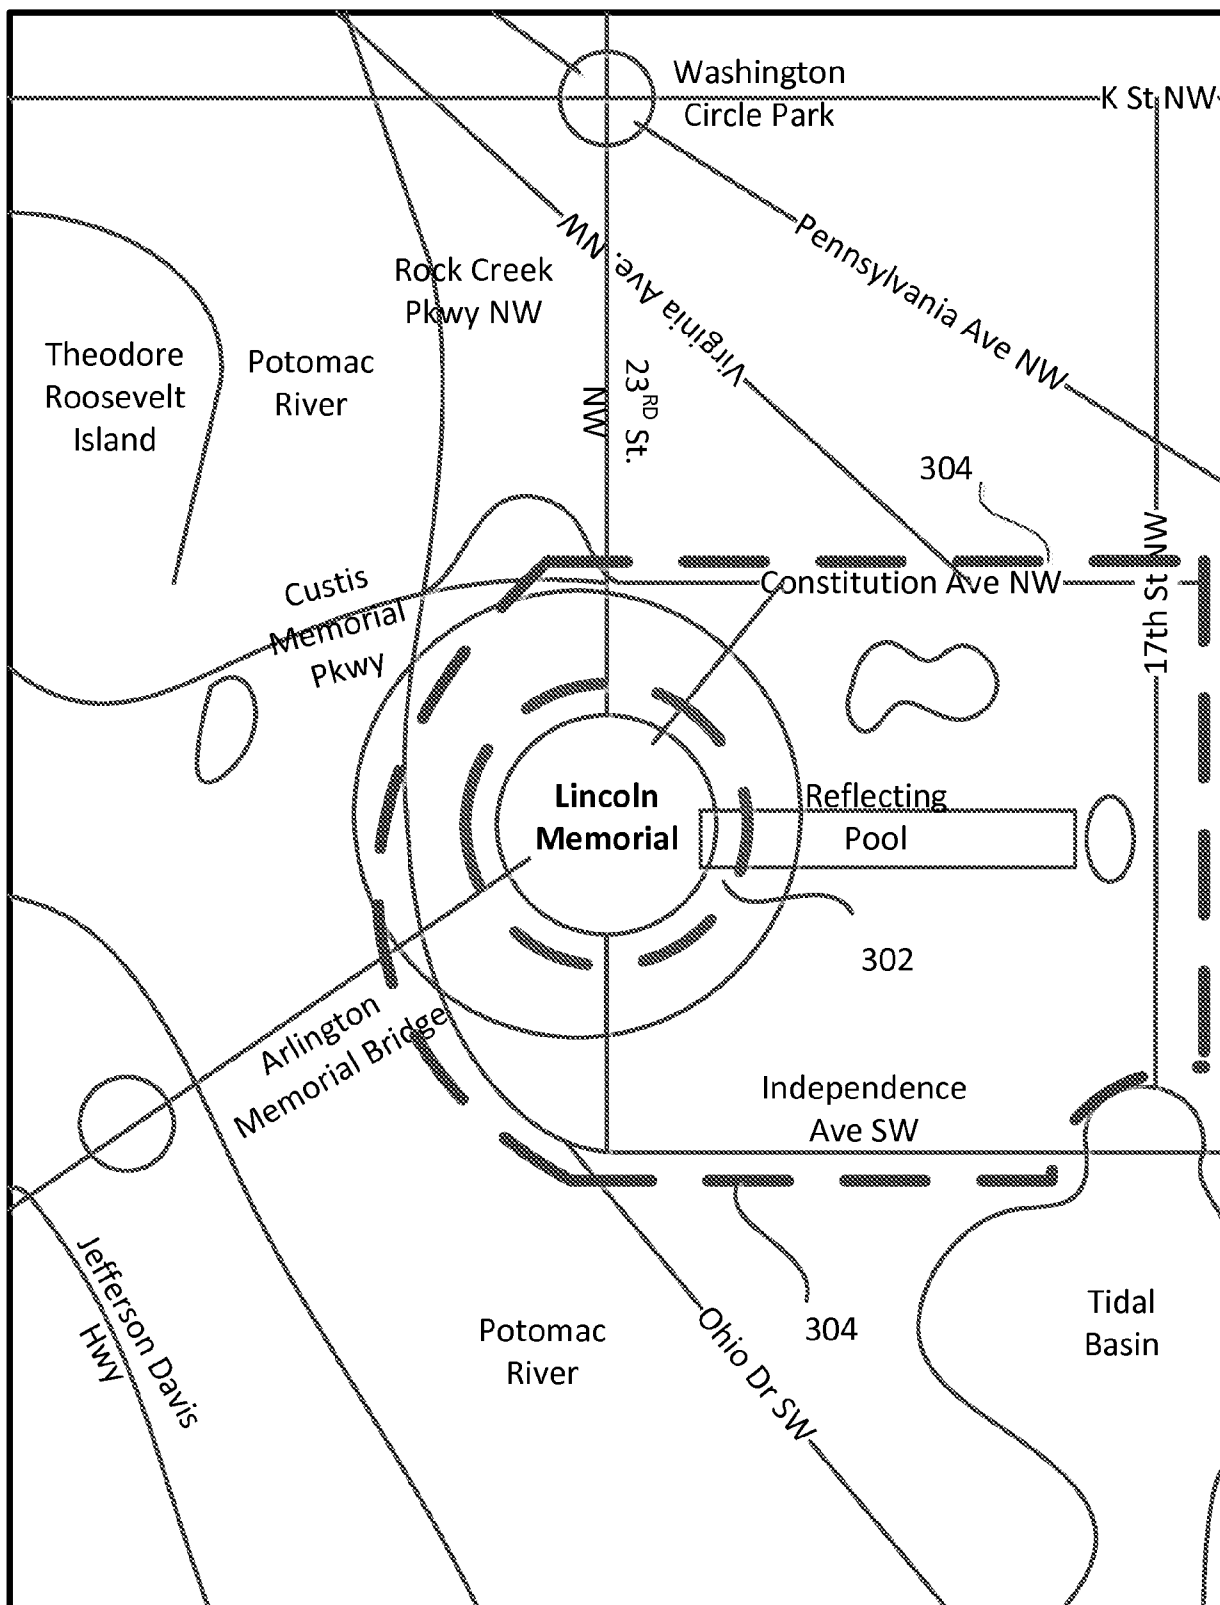 Washington
Circle Park
K St NW
Pennsylvania Ave NW
Virginia Ave. NW
Rock Creek
Pkwy NW
Theodore
Roosevelt
Island
Potomac
River
23RD St.
NW
304
Constitution Ave NW
17th St NW
Custis
Memorial
Pkwy
Lincoln
Memorial
Reflecting
Pool
302
Arlington
Memorial Bridge
Independence
Ave SW
Jefferson Davis
Hwy
Potomac
River
Ohio Dr SW
304
Tidal
Basin